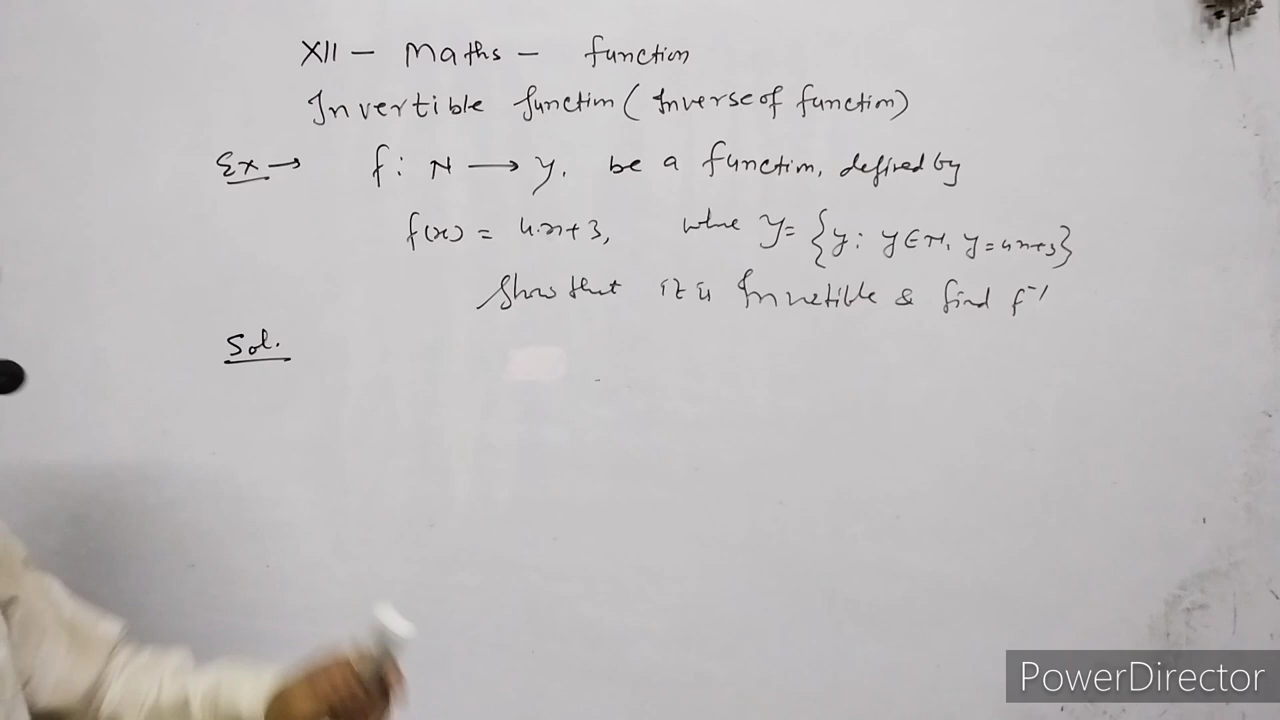 XII - Maths - function
Invertible function (Inverse of function)
Ex → f: N → Y, be a function, defined by
f(x) = 4x+3, where Y= {y: y∈N, y=4x+3}
Show that it is Invertible & find f⁻¹
Sol.
PowerDirector